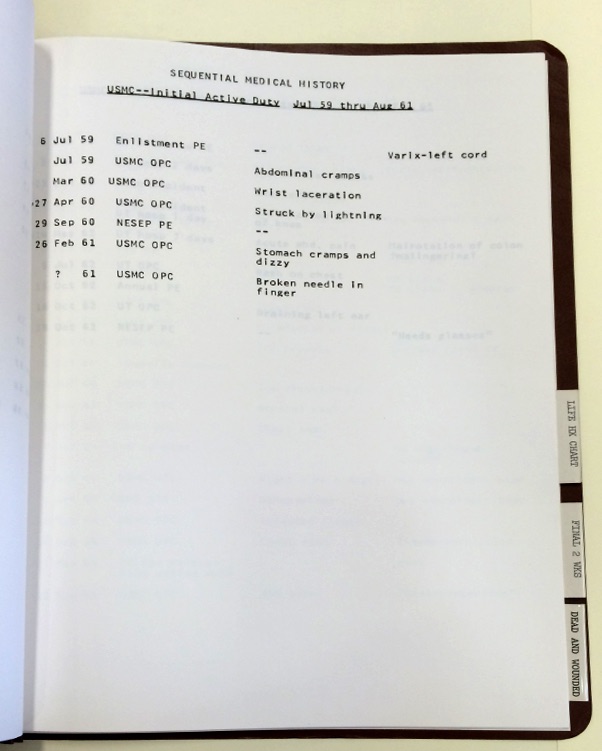 SEQUENTIAL MEDICAL HISTORY
USMC--Initial Active Duty Jul 59 thru Aug 61
6 Jul 59 Enlistment PE -- Varix-left cord
Jul 59 USMC OPC Abdominal cramps
Mar 60 USMC OPC Wrist laceration
27 Apr 60 USMC OPC Struck by lightning
29 Sep 60 NESEP PE --
26 Feb 61 USMC OPC Stomach cramps and
dizzy
? 61 USMC OPC Broken needle in
finger
LIFE HX CHART
FINAL 2 WKS
DEAD AND WOUNDED